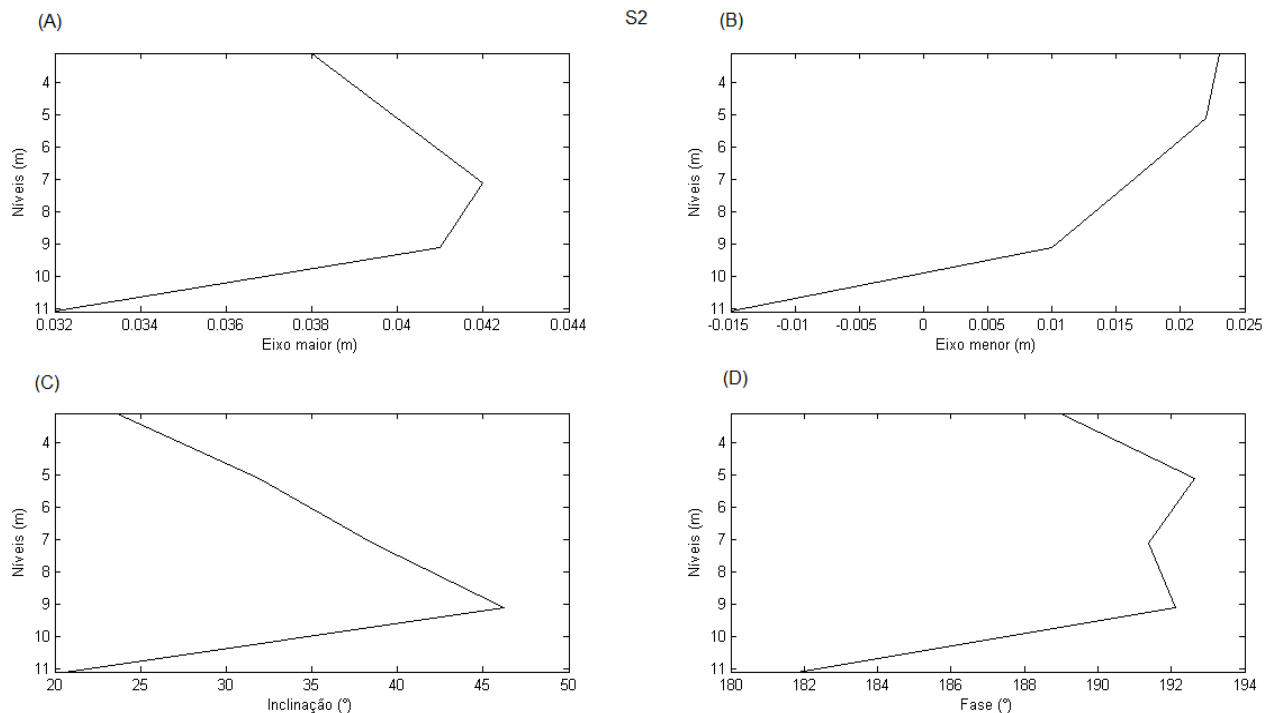 (A)
S2
(B)
4
5
6
7
8
9
10
11
Níveis (m)
0.032 0.034 0.036 0.038 0.04 0.042 0.044
Eixo maior (m)
4
5
6
7
8
9
10
11
Níveis (m)
-0.015 -0.01 -0.005 0 0.005 0.01 0.015 0.02 0.025
Eixo menor (m)
(C)
(D)
4
5
6
7
8
9
10
11
Níveis (m)
20 25 30 35 40 45 50
Inclinação (º)
4
5
6
7
8
9
10
11
Níveis (m)
180 182 184 186 188 190 192 194
Fase (º)